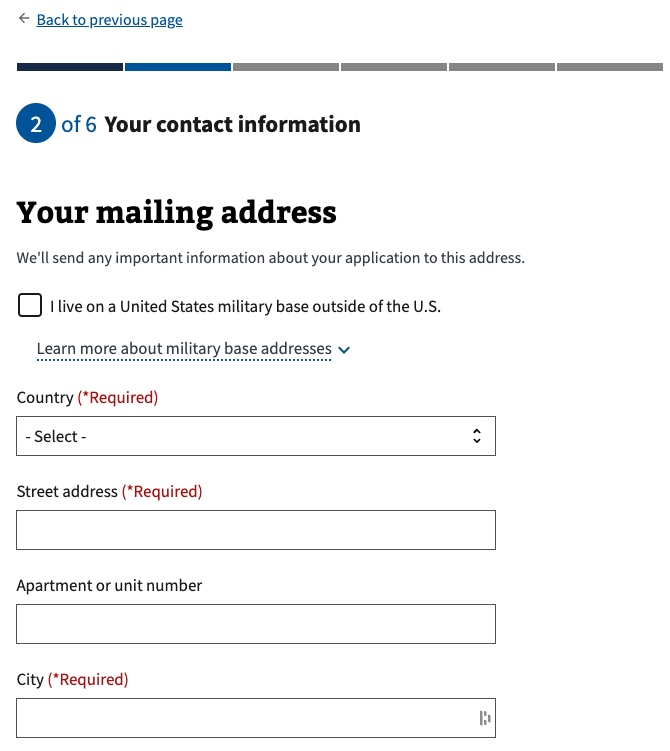 Back to previous page
2 of 6 Your contact information
Your mailing address
We'll send any important information about your application to this address.
I live on a United States military base outside of the U.S.
Learn more about military base addresses
Country (*Required)
- Select -
Street address (*Required)
Apartment or unit number
City (*Required)